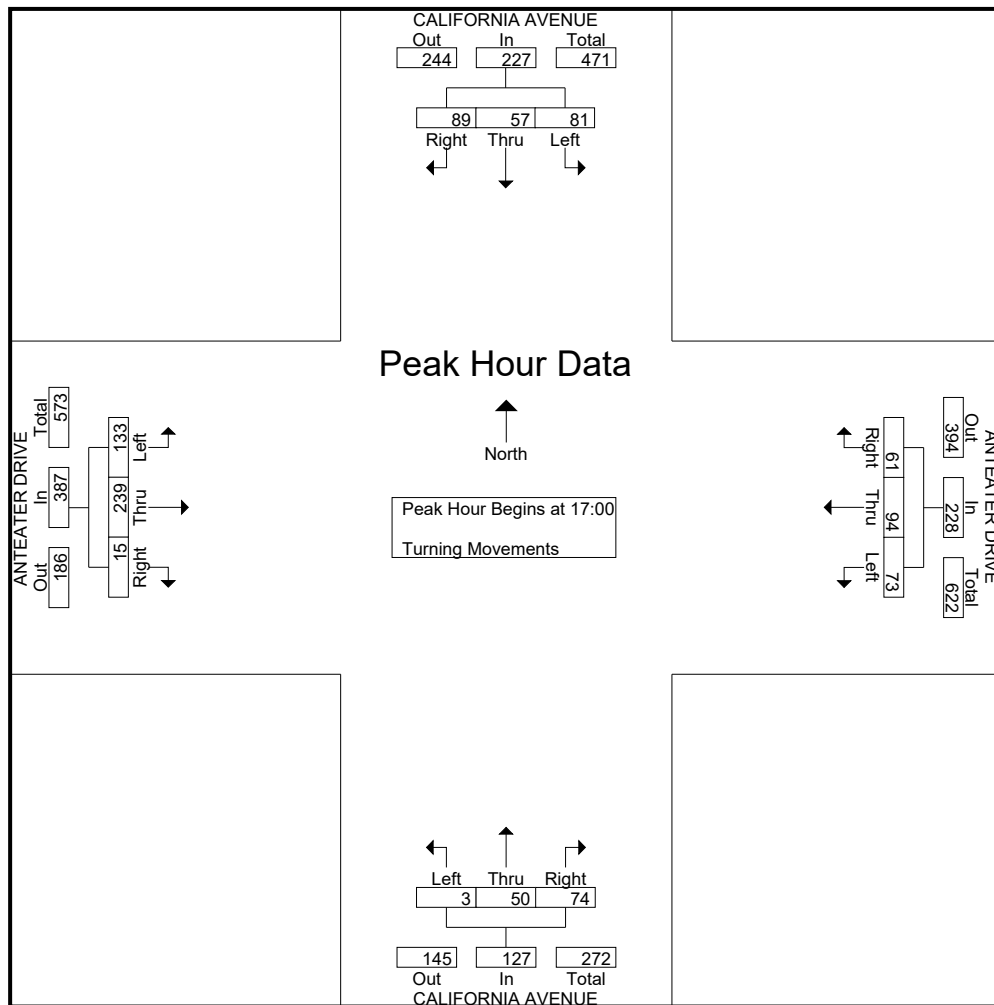 CALIFORNIA AVENUE
Out In Total
244 227 471
89 57 81
Right Thru Left
Peak Hour Data
North
Peak Hour Begins at 17:00
Turning Movements
ANTEATER DRIVE
Total In Out
573 387 186
133 239 15
Left Thru Right
ANTEATER DRIVE
Out In Total
394 228 622
61 94 73
Right Thru Left
Left Thru Right
3 50 74
145 127 272
Out In Total
CALIFORNIA AVENUE